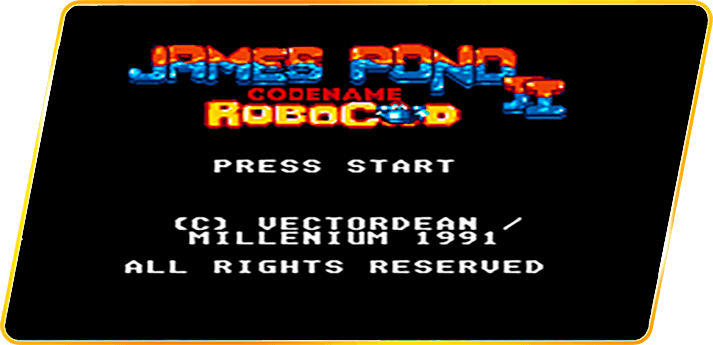 JAMES POND II
CODENAME
ROBOCOD
PRESS START
(C) VECTORDEAN /
MILLENIUM 1991
ALL RIGHTS RESERVED